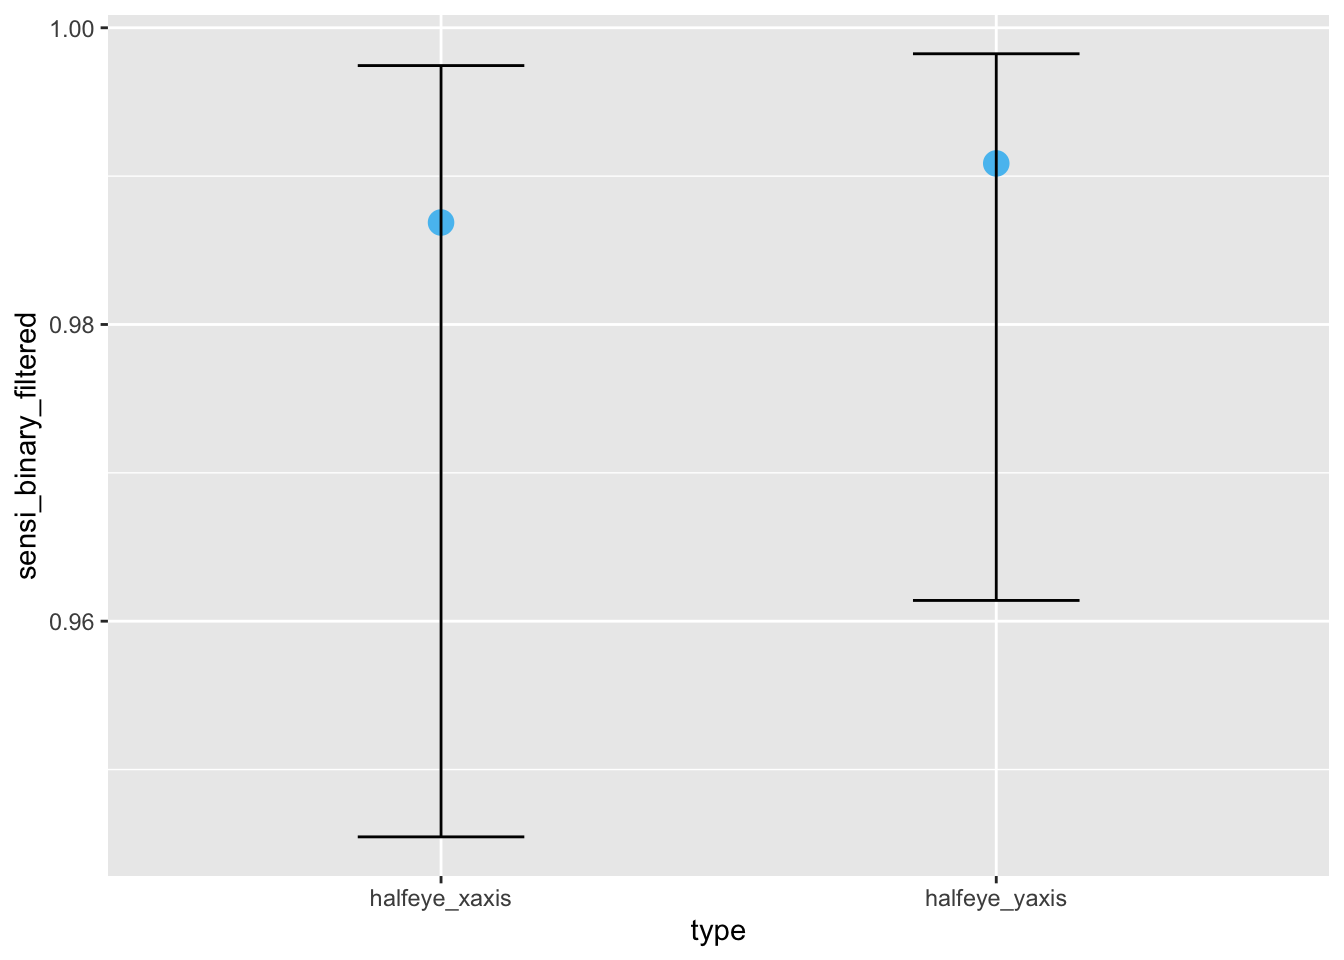 1.00
0.98
0.96
sensi_binary_filtered
halfeye_xaxis
halfeye_yaxis
type